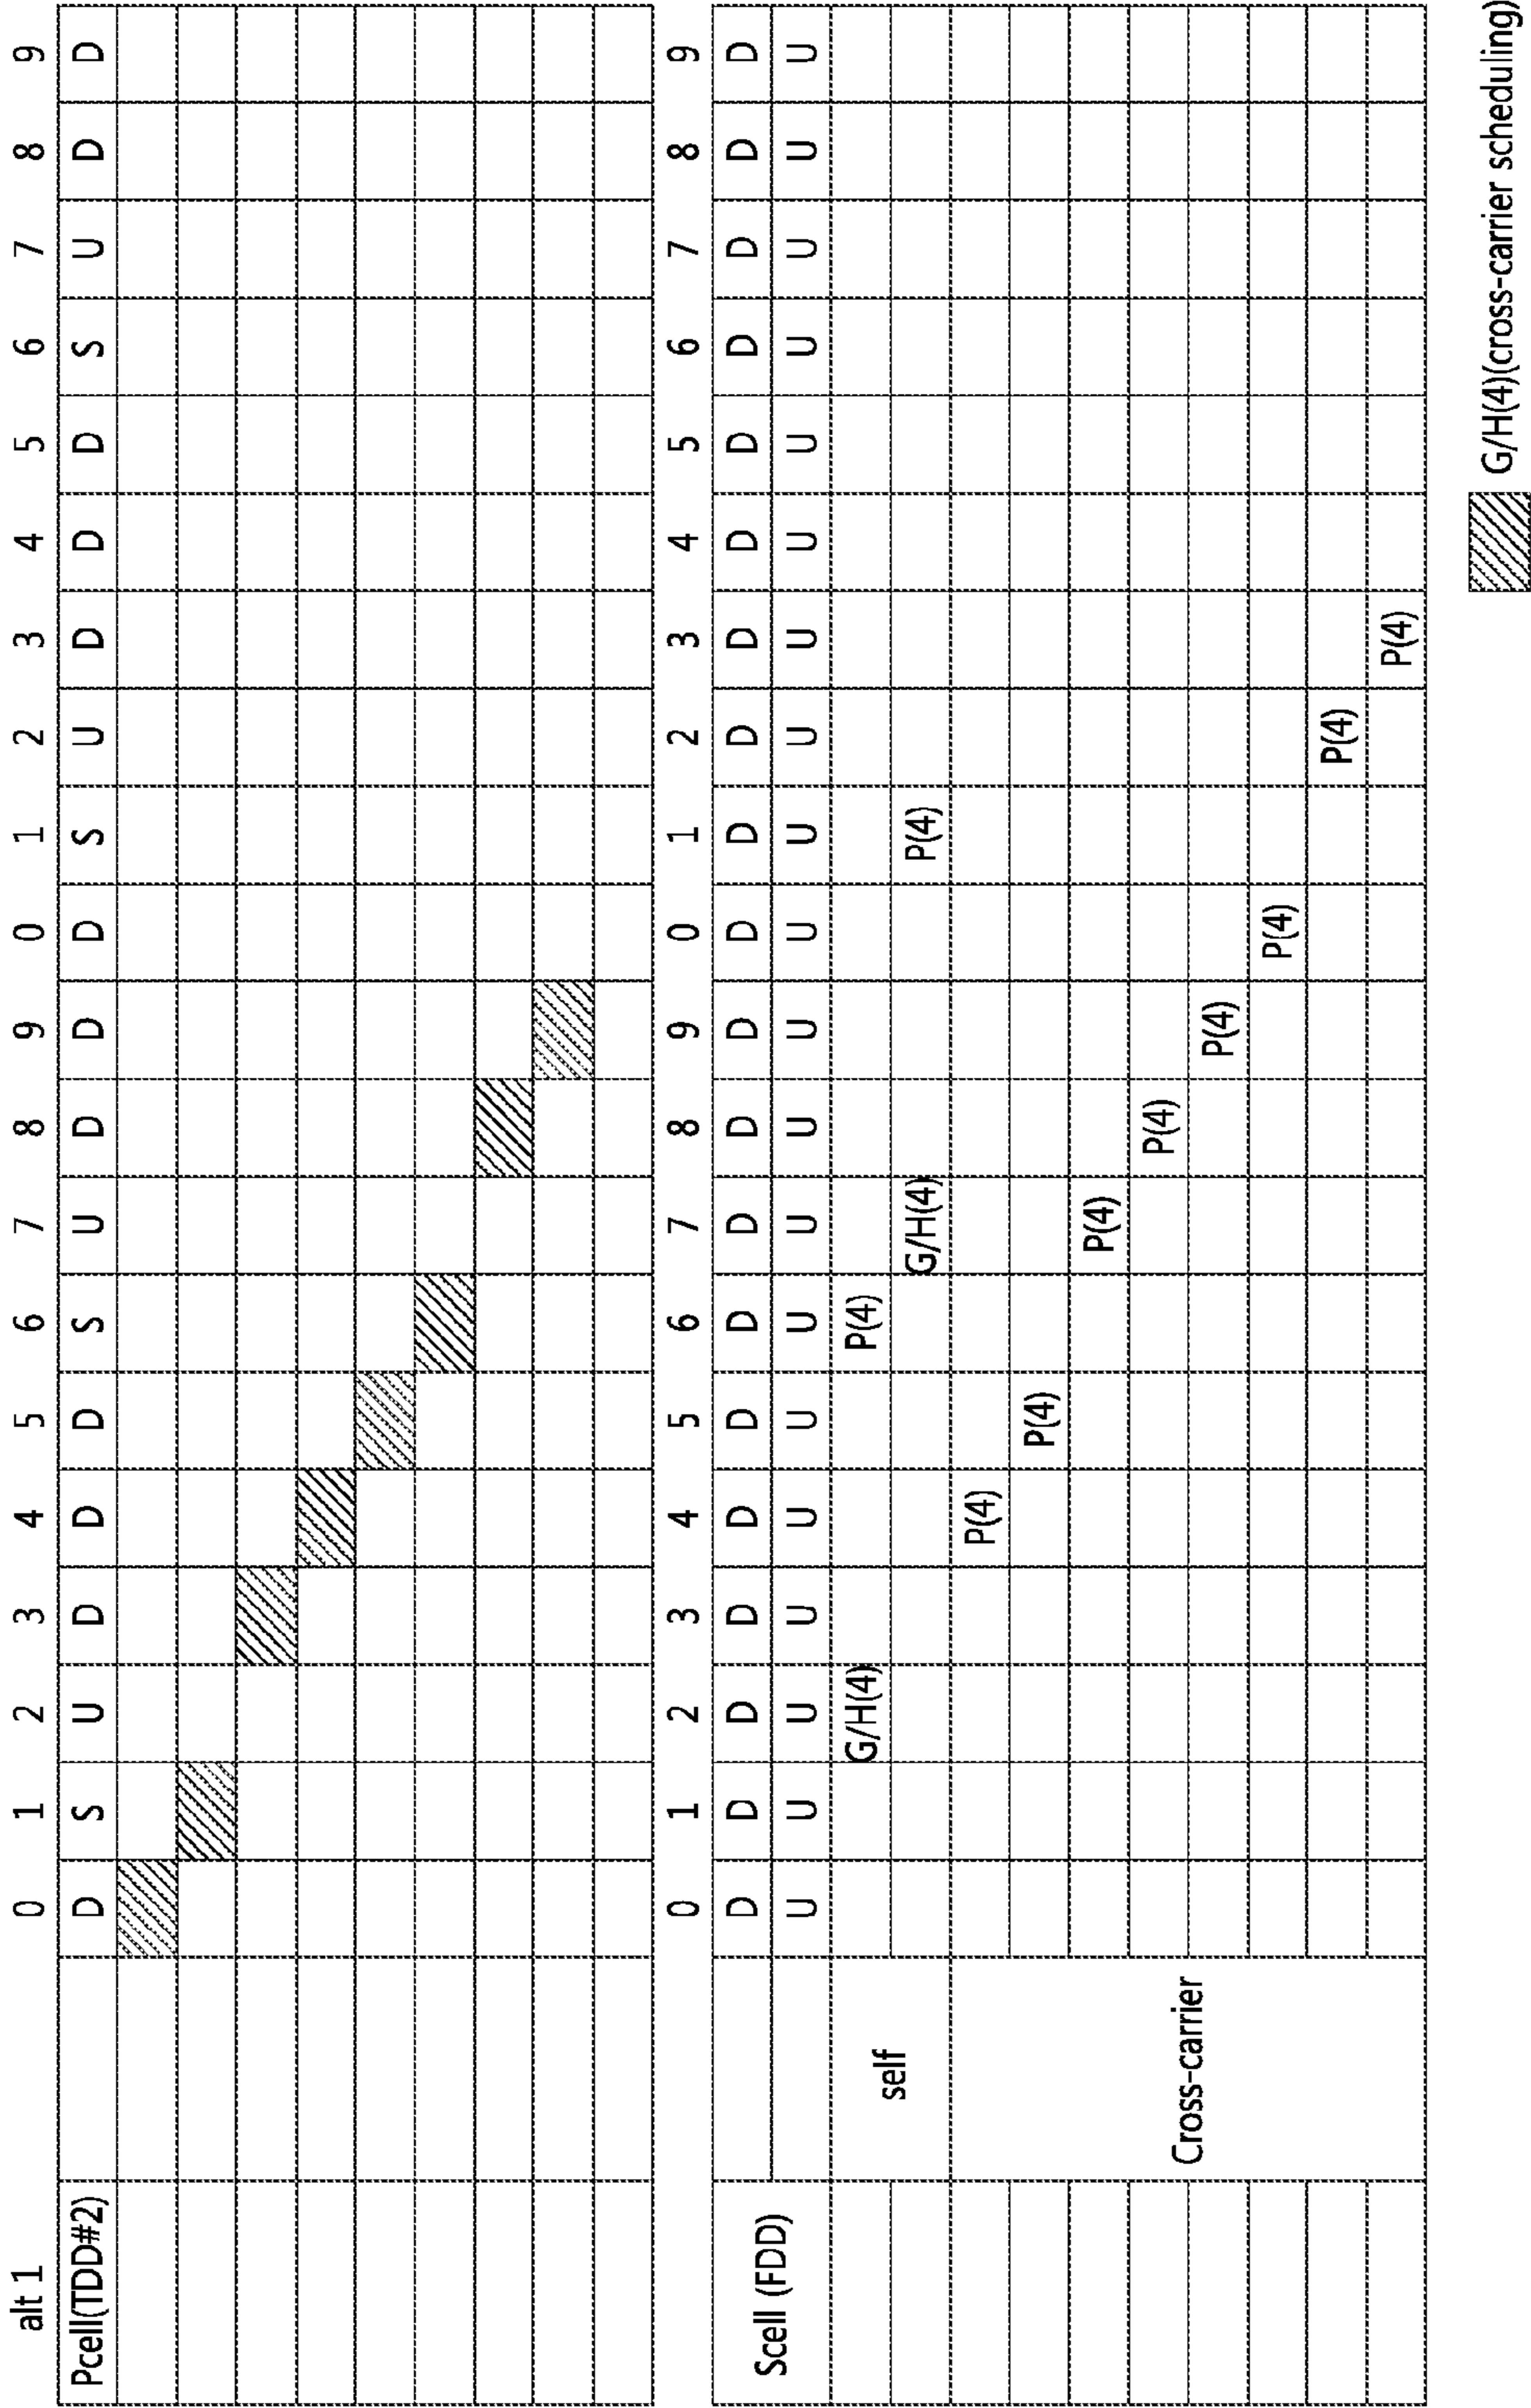 alt 1 0 1 2 3 4 5 6 7 8 9 0 1 2 3 4 5 6 7 8 9
Pcell(TDD#2) D S U D D D S U D D D S U D D D S U D D
0 1 2 3 4 5 6 7 8 9 0 1 2 3 4 5 6 7 8 9
Scell (FDD) D D D D D D D D D D D D D D D D D D D D
U U U U U U U U U U U U U U U U U U U U
self G/H(4) P(4)
G/H(4) P(4)
Cross-carrier P(4)
P(4)
P(4)
P(4)
P(4)
P(4)
P(4)
P(4)
G/H(4)(cross-carrier scheduling)